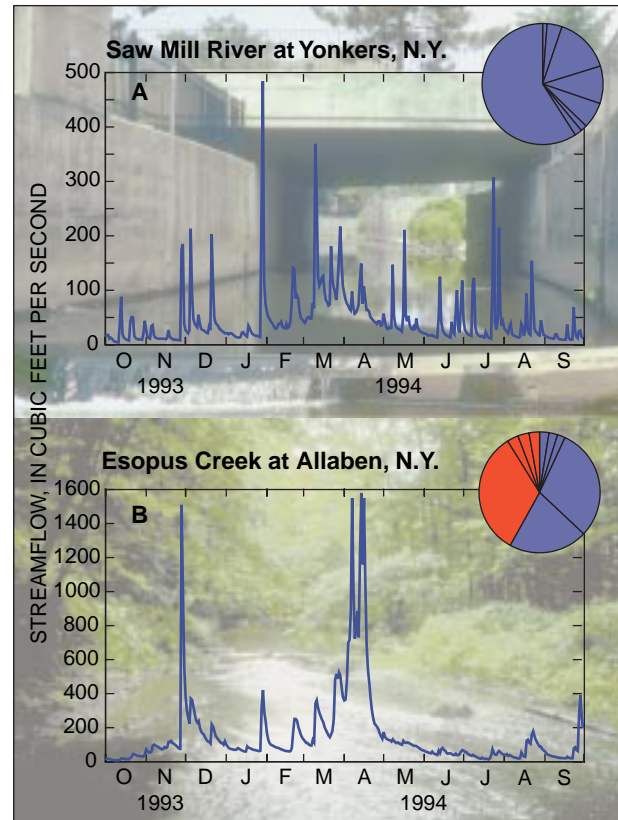 Saw Mill River at Yonkers, N.Y.
A
500
400
300
200
100
0
O N D J F M A M J J A S
1993 1994
STREAMFLOW, IN CUBIC FEET PER SECOND
Esopus Creek at Allaben, N.Y.
B
1600
1400
1200
1000
800
600
400
200
0
O N D J F M A M J J A S
1993 1994